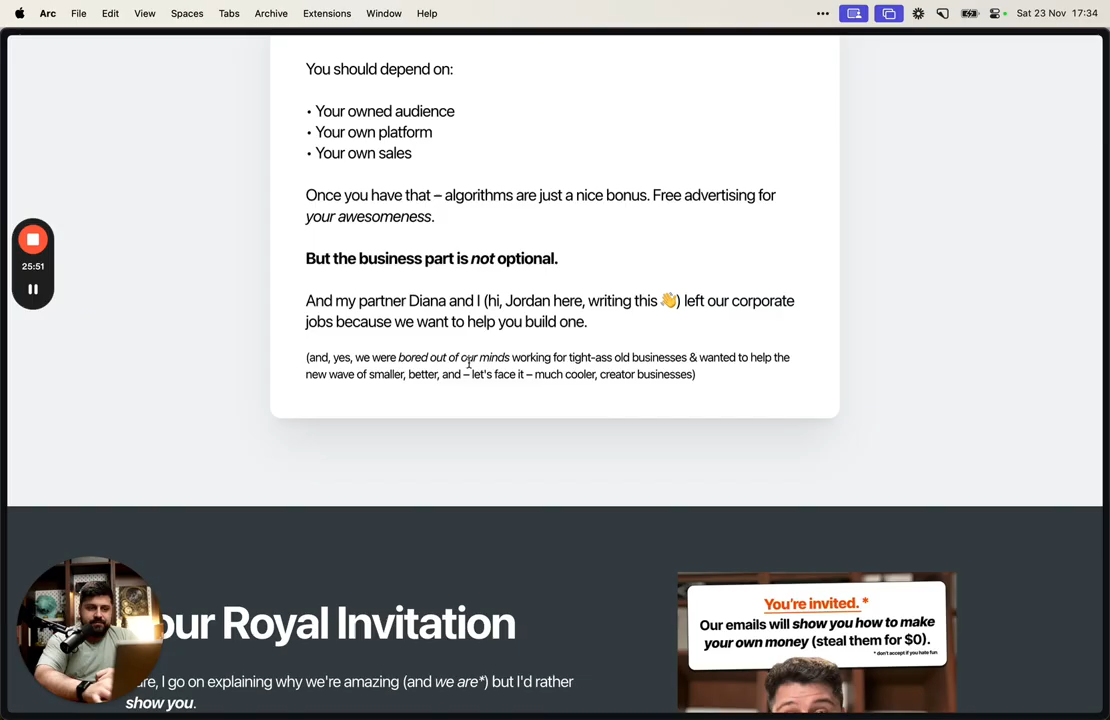 Arc File Edit View Spaces Tabs Archive Extensions Window Help Sat 23 Nov 17:34
You should depend on:
• Your owned audience
• Your own platform
• Your own sales
Once you have that – algorithms are just a nice bonus. Free advertising for
your awesomeness.
But the business part is not optional.
And my partner Diana and I (hi, Jordan here, writing this 👋) left our corporate
jobs because we want to help you build one.
(and, yes, we were bored out of our minds working for tight-ass old businesses & wanted to help the
new wave of smaller, better, and – let's face it – much cooler, creator businesses)
25:51
our Royal Invitation
re, I go on explaining why we're amazing (and we are*) but I'd rather
show you.
You're invited. *
Our emails will show you how to make
your own money (steal them for $0).
* don't accept if you hate fun